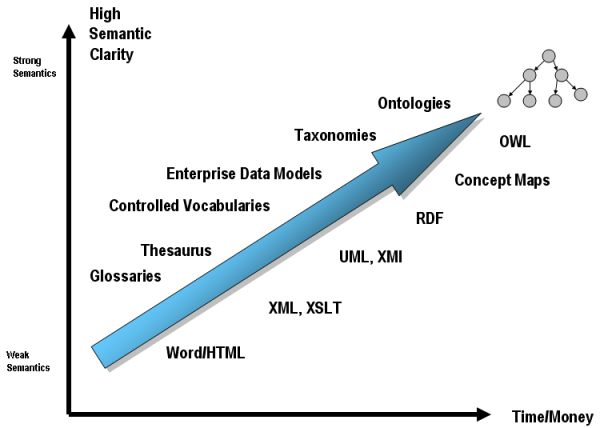 High
Semantic
Clarity
Strong
Semantics
Ontologies
Taxonomies
OWL
Enterprise Data Models
Concept Maps
Controlled Vocabularies
RDF
Thesaurus
UML, XMI
Glossaries
XML, XSLT
Word/HTML
Weak
Semantics
Time/Money